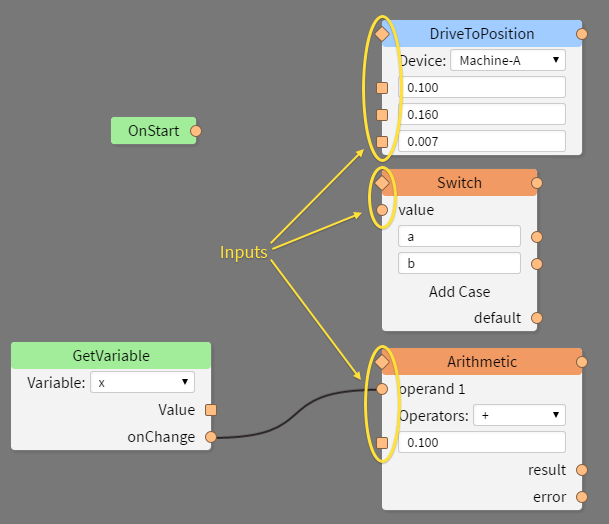 DriveToPosition
Device: Machine-A
0.100
0.160
0.007
OnStart
Switch
value
a
b
Add Case
default
Inputs
GetVariable
Variable: x
Value
onChange
Arithmetic
operand 1
Operators: +
0.100
result
error